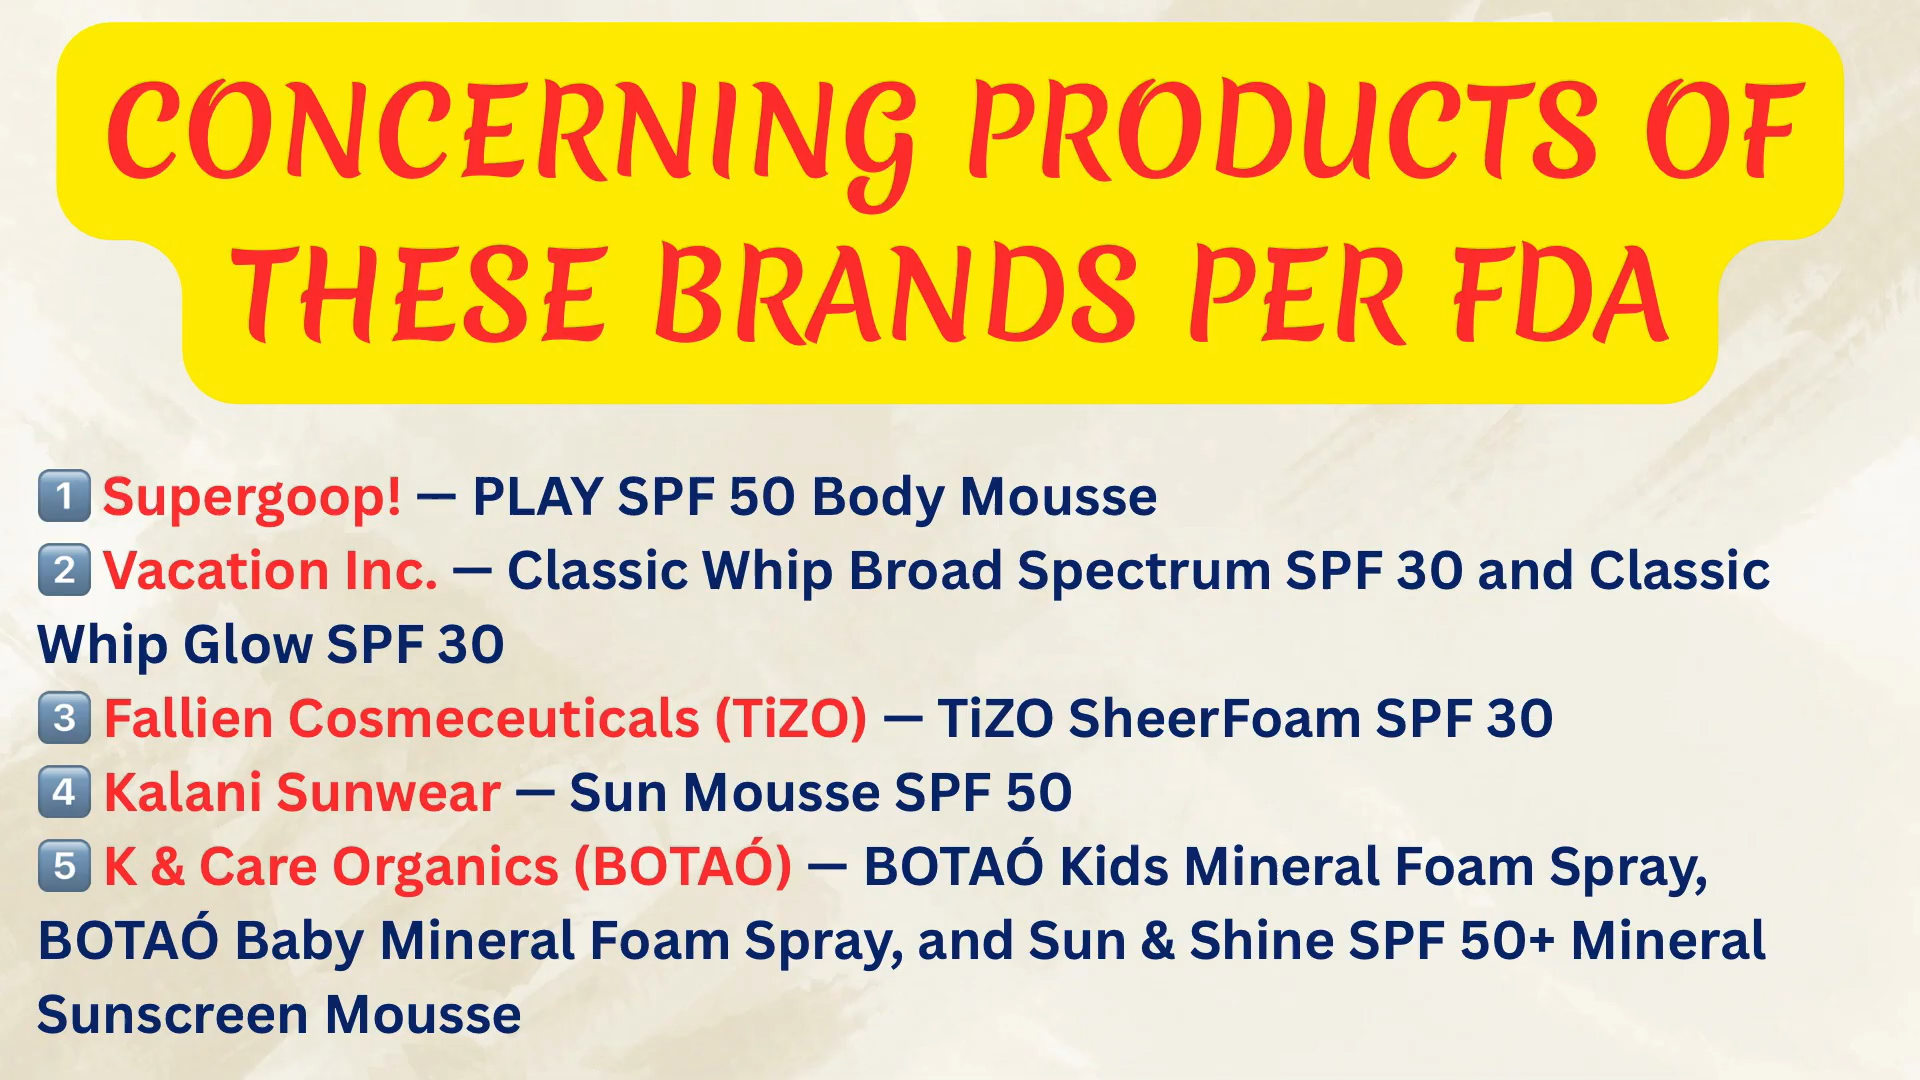 CONCERNING PRODUCTS OF
THESE BRANDS PER FDA
1️⃣ Supergoop! — PLAY SPF 50 Body Mousse
2️⃣ Vacation Inc. — Classic Whip Broad Spectrum SPF 30 and Classic
Whip Glow SPF 30
3️⃣ Fallien Cosmeceuticals (TiZO) — TiZO SheerFoam SPF 30
4️⃣ Kalani Sunwear — Sun Mousse SPF 50
5️⃣ K & Care Organics (BOTAÓ) — BOTAÓ Kids Mineral Foam Spray,
BOTAÓ Baby Mineral Foam Spray, and Sun & Shine SPF 50+ Mineral
Sunscreen Mousse